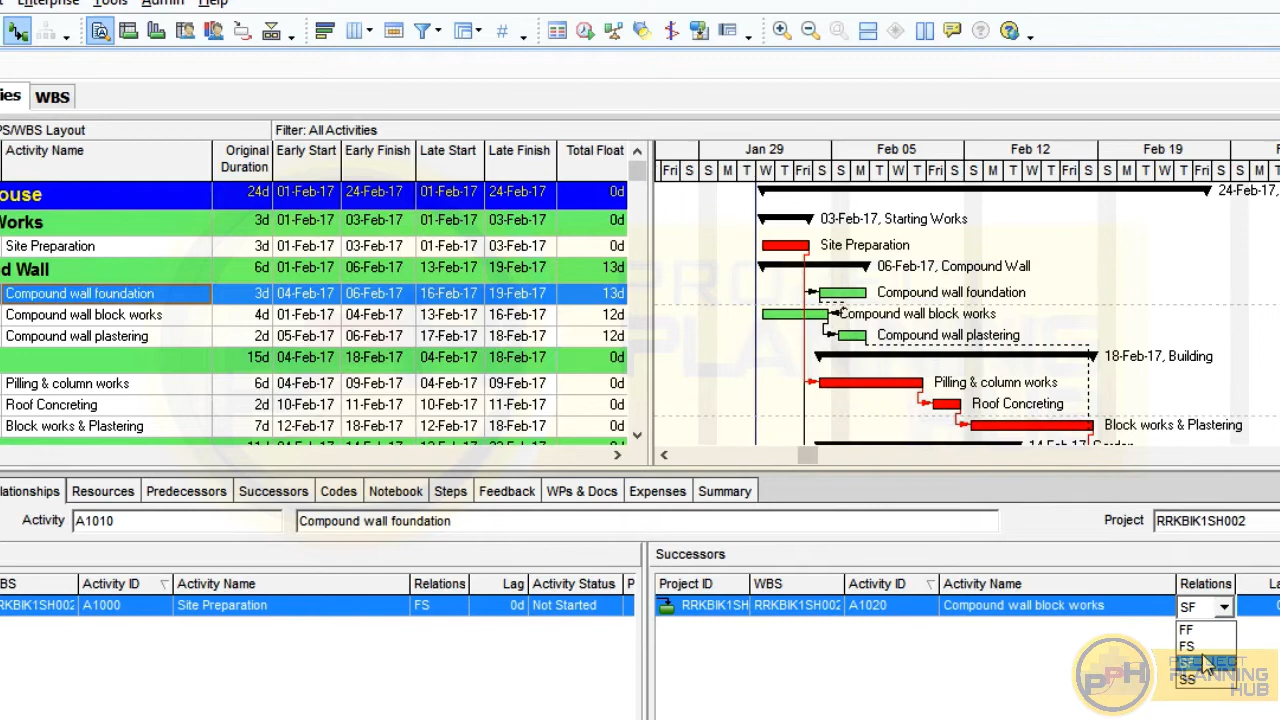 Enterprise Tools Admin Help
ies WBS
PS/WBS Layout Filter: All Activities
Activity Name Original Duration Early Start Early Finish Late Start Late Finish Total Float
Jan 29 Feb 05 Feb 12 Feb 19 F
Fri S S M T W T F S S M T W T Fri S S M T W T Fri S S M T W T Fri S
ouse 24d 01-Feb-17 24-Feb-17 01-Feb-17 24-Feb-17 0d 24-Feb-17,
Works 3d 01-Feb-17 03-Feb-17 01-Feb-17 03-Feb-17 0d 03-Feb-17, Starting Works
Site Preparation 3d 01-Feb-17 03-Feb-17 01-Feb-17 03-Feb-17 0d Site Preparation
d Wall 6d 01-Feb-17 06-Feb-17 13-Feb-17 19-Feb-17 13d 06-Feb-17, Compound Wall
Compound wall foundation 3d 04-Feb-17 06-Feb-17 16-Feb-17 19-Feb-17 13d Compound wall foundation
Compound wall block works 4d 01-Feb-17 04-Feb-17 13-Feb-17 16-Feb-17 12d Compound wall block works
Compound wall plastering 2d 05-Feb-17 06-Feb-17 17-Feb-17 18-Feb-17 12d Compound wall plastering
15d 04-Feb-17 18-Feb-17 04-Feb-17 18-Feb-17 0d 18-Feb-17, Building
Pilling & column works 6d 04-Feb-17 09-Feb-17 04-Feb-17 09-Feb-17 0d Pilling & column works
Roof Concreting 2d 10-Feb-17 11-Feb-17 10-Feb-17 11-Feb-17 0d Roof Concreting
Block works & Plastering 7d 12-Feb-17 18-Feb-17 12-Feb-17 18-Feb-17 0d Block works & Plastering
elationships Resources Predecessors Successors Codes Notebook Steps Feedback WPs & Docs Expenses Summary
Activity A1010 Compound wall foundation Project RRKBIK1SH002
Successors
BS Activity ID Activity Name Relations Lag Activity Status P
RKBIK1SH002 A1000 Site Preparation FS 0d Not Started
Project ID WBS Activity ID Activity Name Relations La
RRKBIK1SH RRKBIK1SH002 A1020 Compound wall block works SF
FF
FS
SS
PPH PROJECT
PLANNING
HUB